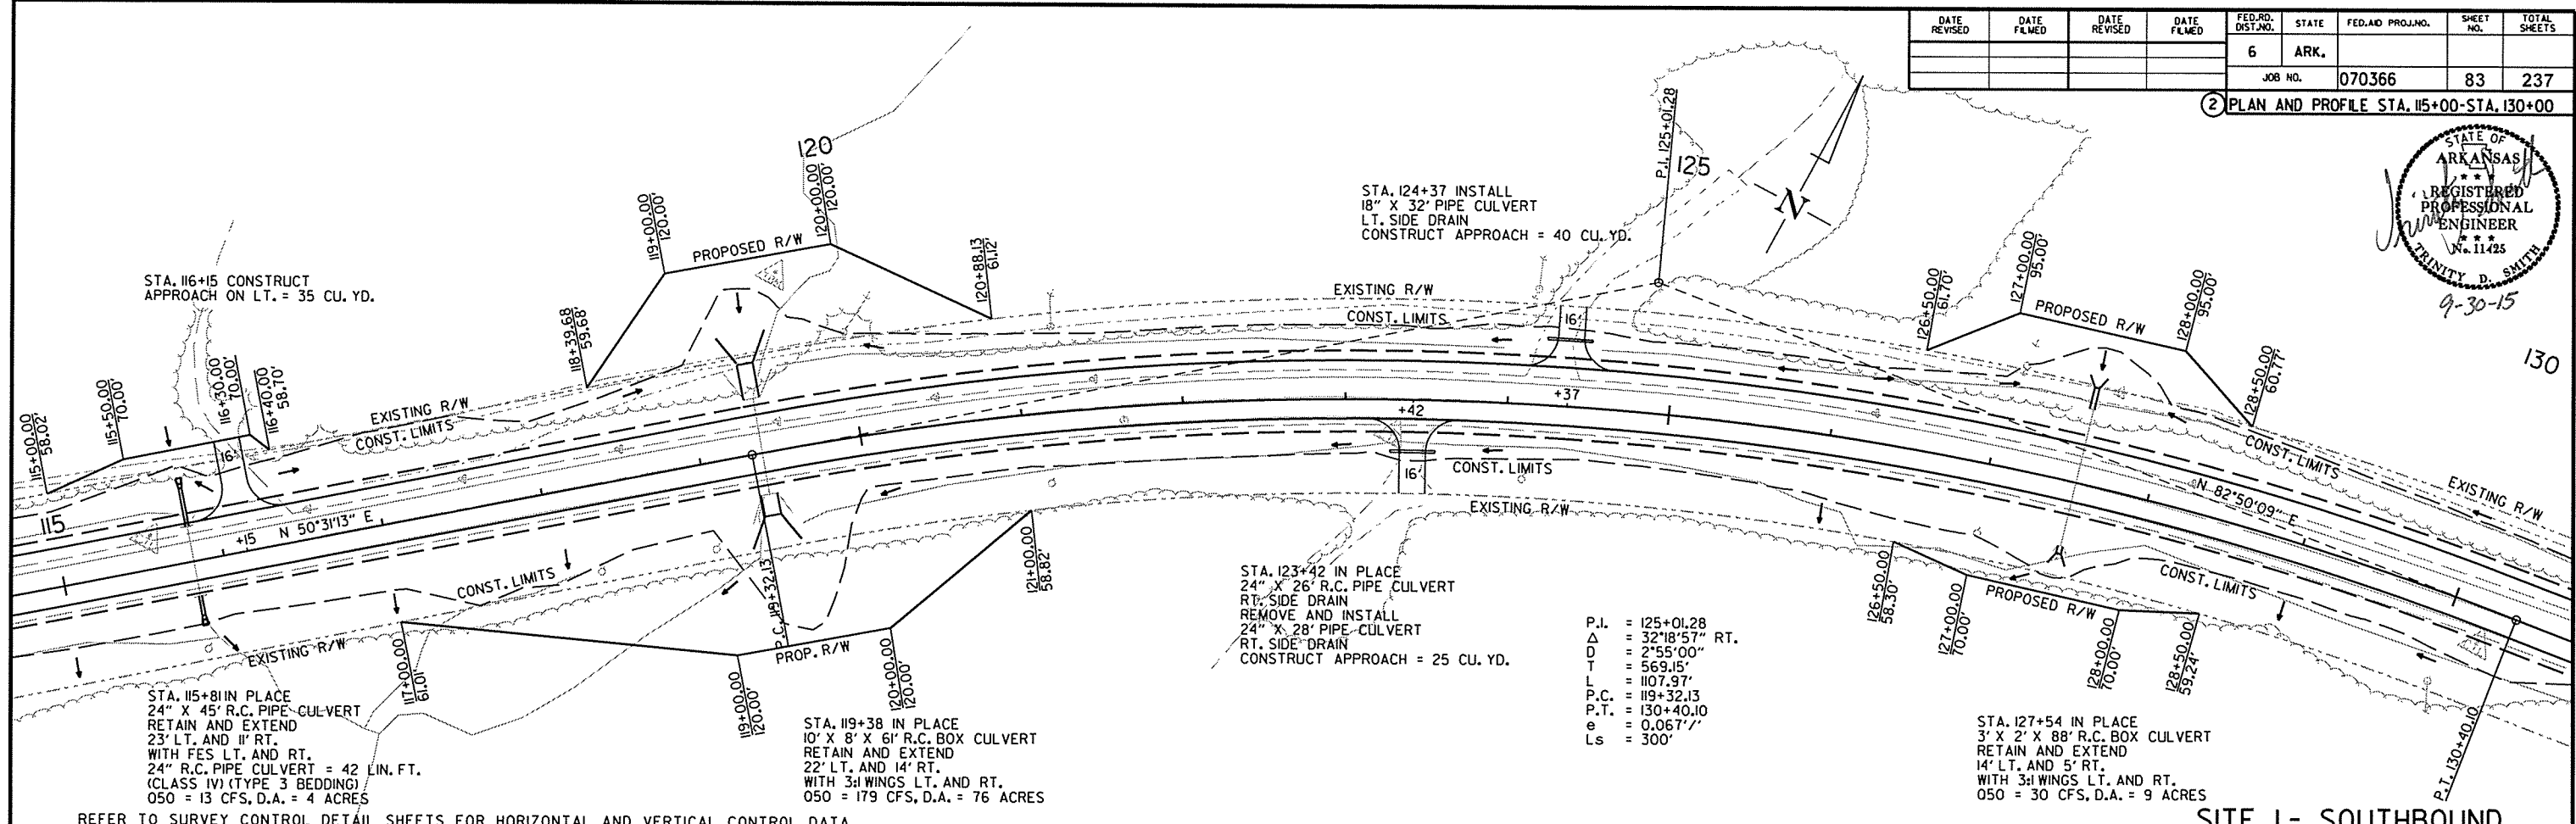 DATE REVISED
DATE FILMED
DATE REVISED
DATE FILMED
FED.RD. DIST.NO.
STATE
FED.AID PROJ.NO.
SHEET NO.
TOTAL SHEETS
6
ARK.
JOB NO.
070366
83
237
2 PLAN AND PROFILE STA. 115+00-STA. 130+00
STATE OF
ARKANSAS
★ ★ ★
REGISTERED
PROFESSIONAL
ENGINEER
★ ★ ★
No. 11425
TRINITY D. SMITH
9-30-15
120
125
130
115
P.I. 125+01.28
N
119+00.00
120.00'
120+00.00
120.00'
PROPOSED R/W
118+39.68
59.68'
120+88.13
61.12'
STA. 124+37 INSTALL
18" X 32' PIPE CULVERT
LT. SIDE DRAIN
CONSTRUCT APPROACH = 40 CU. YD.
STA. 116+15 CONSTRUCT
APPROACH ON LT. = 35 CU. YD.
EXISTING R/W
CONST. LIMITS
16'
126+50.00
61.70'
127+00.00
95.00'
PROPOSED R/W
128+00.00
95.00'
128+50.00
60.77'
115+00.00
58.02'
115+50.00
70.00'
116+30.00
70.00'
116+40.00
58.70'
EXISTING R/W
CONST. LIMITS
16'
+37
+42
CONST. LIMITS
EXISTING R/W
N 82°50'09" E
+15
N 50°31'13" E
16'
CONST. LIMITS
EXISTING R/W
CONST. LIMITS
P.C. 119+32.13
121+00.00
58.82'
126+50.00
58.30'
127+00.00
70.00'
PROPOSED R/W
CONST. LIMITS
128+00.00
70.00'
128+50.00
59.24'
P.T. 130+40.10
EXISTING R/W
117+00.00
61.01'
119+00.00
120.00'
PROP. R/W
120+00.00
120.00'
STA. 123+42 IN PLACE
24" X 26' R.C. PIPE CULVERT
RT. SIDE DRAIN
REMOVE AND INSTALL
24" X 28' PIPE CULVERT
RT. SIDE DRAIN
CONSTRUCT APPROACH = 25 CU. YD.
P.I. = 125+01.28
Δ = 32°18'57" RT.
D = 2°55'00"
T = 569.15'
L = 1107.97'
P.C. = 119+32.13
P.T. = 130+40.10
e = 0.067'/'
Ls = 300'
STA. 115+81 IN PLACE
24" X 45' R.C. PIPE CULVERT
RETAIN AND EXTEND
23' LT. AND 11' RT.
WITH FES LT. AND RT.
24" R.C. PIPE CULVERT = 42 LIN. FT.
(CLASS IV) (TYPE 3 BEDDING)
Q50 = 13 CFS, D.A. = 4 ACRES
STA. 119+38 IN PLACE
10' X 8' X 61' R.C. BOX CULVERT
RETAIN AND EXTEND
22' LT. AND 14' RT.
WITH 3:1 WINGS LT. AND RT.
Q50 = 179 CFS, D.A. = 76 ACRES
STA. 127+54 IN PLACE
3' X 2' X 88' R.C. BOX CULVERT
RETAIN AND EXTEND
14' LT. AND 5' RT.
WITH 3:1 WINGS LT. AND RT.
Q50 = 30 CFS, D.A. = 9 ACRES
REFER TO SURVEY CONTROL DETAIL SHEETS FOR HORIZONTAL AND VERTICAL CONTROL DATA
SITE 1- SOUTHBOUND